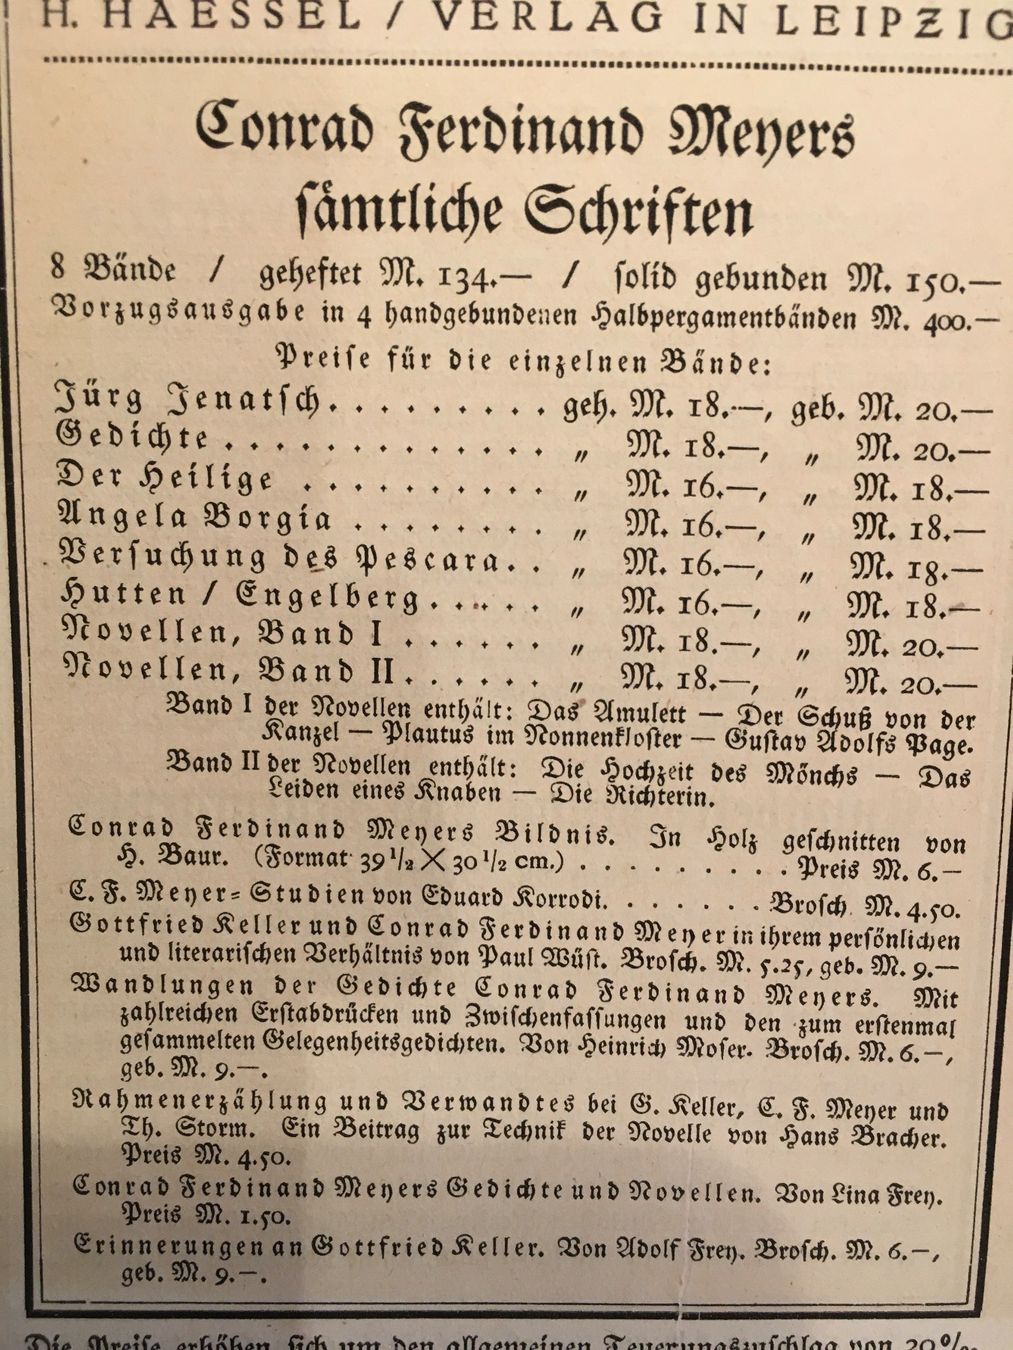 H. HAESSEL / VERLAG IN LEIPZIG
Conrad Ferdinand Meyers
sämtliche Schriften
8 Bände / geheftet M. 134.— / solid gebunden M. 150.—
Vorzugsausgabe in 4 handgebundenen Halbpergamentbänden M. 400.—
Preise für die einzelnen Bände:
Jürg Jenatsch. . . . . . . . . . geh. M. 18.—, geb. M. 20.—
Gedichte . . . . . . . . . . . . . . „ M. 18.—, „ M. 20.—
Der Heilige . . . . . . . . . . . „ M. 16.—, „ M. 18.—
Angela Borgia . . . . . . . . . „ M. 16.—, „ M. 18.—
Versuchung des Pescara. . . „ M. 16.—, „ M. 18.—
Hutten / Engelberg. . . . . . „ M. 16.—, „ M. 18.—
Novellen, Band I . . . . . . . „ M. 18.—, „ M. 20.—
Novellen, Band II. . . . . . . „ M. 18.—, „ M. 20.—
Band I der Novellen enthält: Das Amulett — Der Schuß von der
Kanzel — Plautus im Nonnenkloster — Gustav Adolfs Page.
Band II der Novellen enthält: Die Hochzeit des Mönchs — Das
Leiden eines Knaben — Die Richterin.
Conrad Ferdinand Meyers Bildnis. In Holz geschnitten von
H. Baur. (Format 39 1/2 × 30 1/2 cm.) . . . . . . . . . . Preis M. 6.—
C. F. Meyer-Studien von Eduard Korrodi. . . . . . . . Brosch. M. 4.50.
Gottfried Keller und Conrad Ferdinand Meyer in ihrem persönlichen
und literarischen Verhältnis von Paul Wüst. Brosch. M. 5.25, geb. M. 9.—
Wandlungen der Gedichte Conrad Ferdinand Meyers. Mit
zahlreichen Erstabdrücken und Zwischenfassungen und den zum erstenmal
gesammelten Gelegenheitsgedichten. Von Heinrich Moser. Brosch. M. 6.—,
geb. M. 9.—.
Rahmenerzählung und Verwandtes bei G. Keller, C. F. Meyer und
Th. Storm. Ein Beitrag zur Technik der Novelle von Hans Bracher.
Preis M. 4.50.
Conrad Ferdinand Meyers Gedichte und Novellen. Von Lina Frey.
Preis M. 1.50.
Erinnerungen an Gottfried Keller. Von Adolf Frey. Brosch. M. 6.—,
geb. M. 9.—.
Die Preise erhöhen sich um den allgemeinen Teuerungszuschlag von 20%